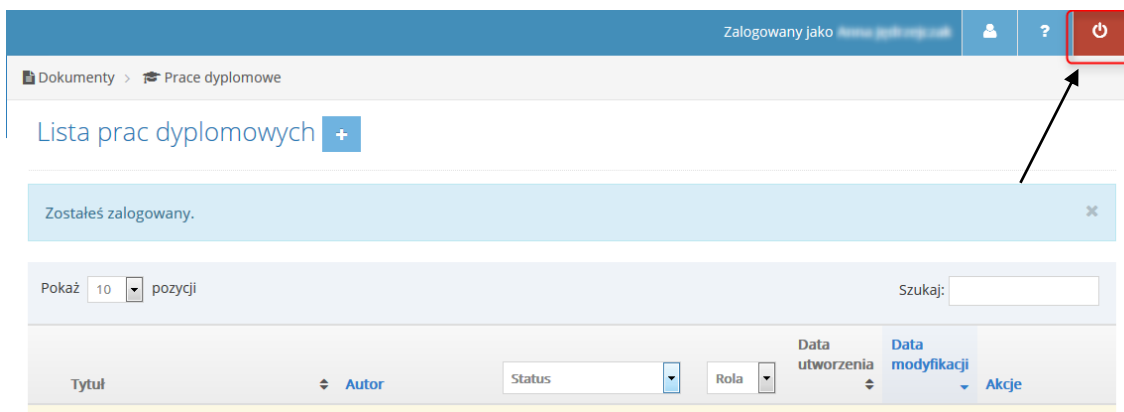 Zalogowany jako
?
Dokumenty > Prace dyplomowe
Lista prac dyplomowych +
Zostałeś zalogowany.
Pokaż 10 pozycji
Szukaj:
Tytuł
Autor
Status
Rola
Data utworzenia
Data modyfikacji
Akcje